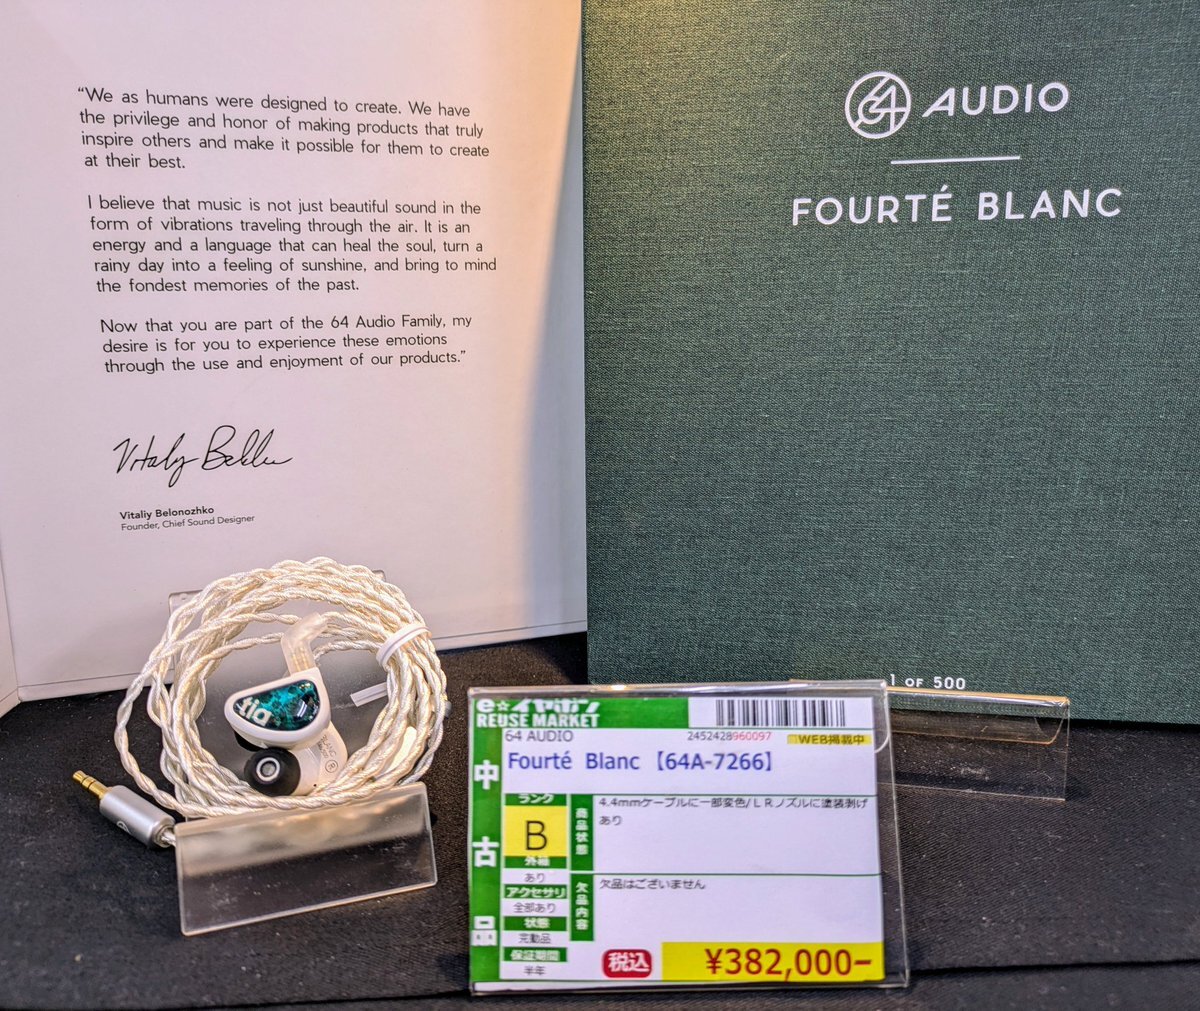 “We as humans were designed to create. We have
the privilege and honor of making products that truly
inspire others and make it possible for them to create
at their best.
I believe that music is not just beautiful sound in the
form of vibrations traveling through the air. It is an
energy and a language that can heal the soul, turn a
rainy day into a feeling of sunshine, and bring to mind
the fondest memories of the past.
Now that you are part of the 64 Audio Family, my
desire is for you to experience these emotions
through the use and enjoyment of our products.”
Vitaliy Belonozhko
Founder, Chief Sound Designer
64 AUDIO
FOURTÉ BLANC
1 OF 500
tia
BLANC
R
e☆イヤホン
REUSE MARKET
64 AUDIO
2452428960097
WEB掲載中
Fourté Blanc【64A-7266】
中古品
ランク
B
外箱
あり
アクセサリ
全部あり
状態
完動品
保証期間
半年
商品状態
4.4mmケーブルに一部変色/ＬＲノズルに塗装剥げ
あり
欠品内容
欠品はございません
税込
¥382,000−